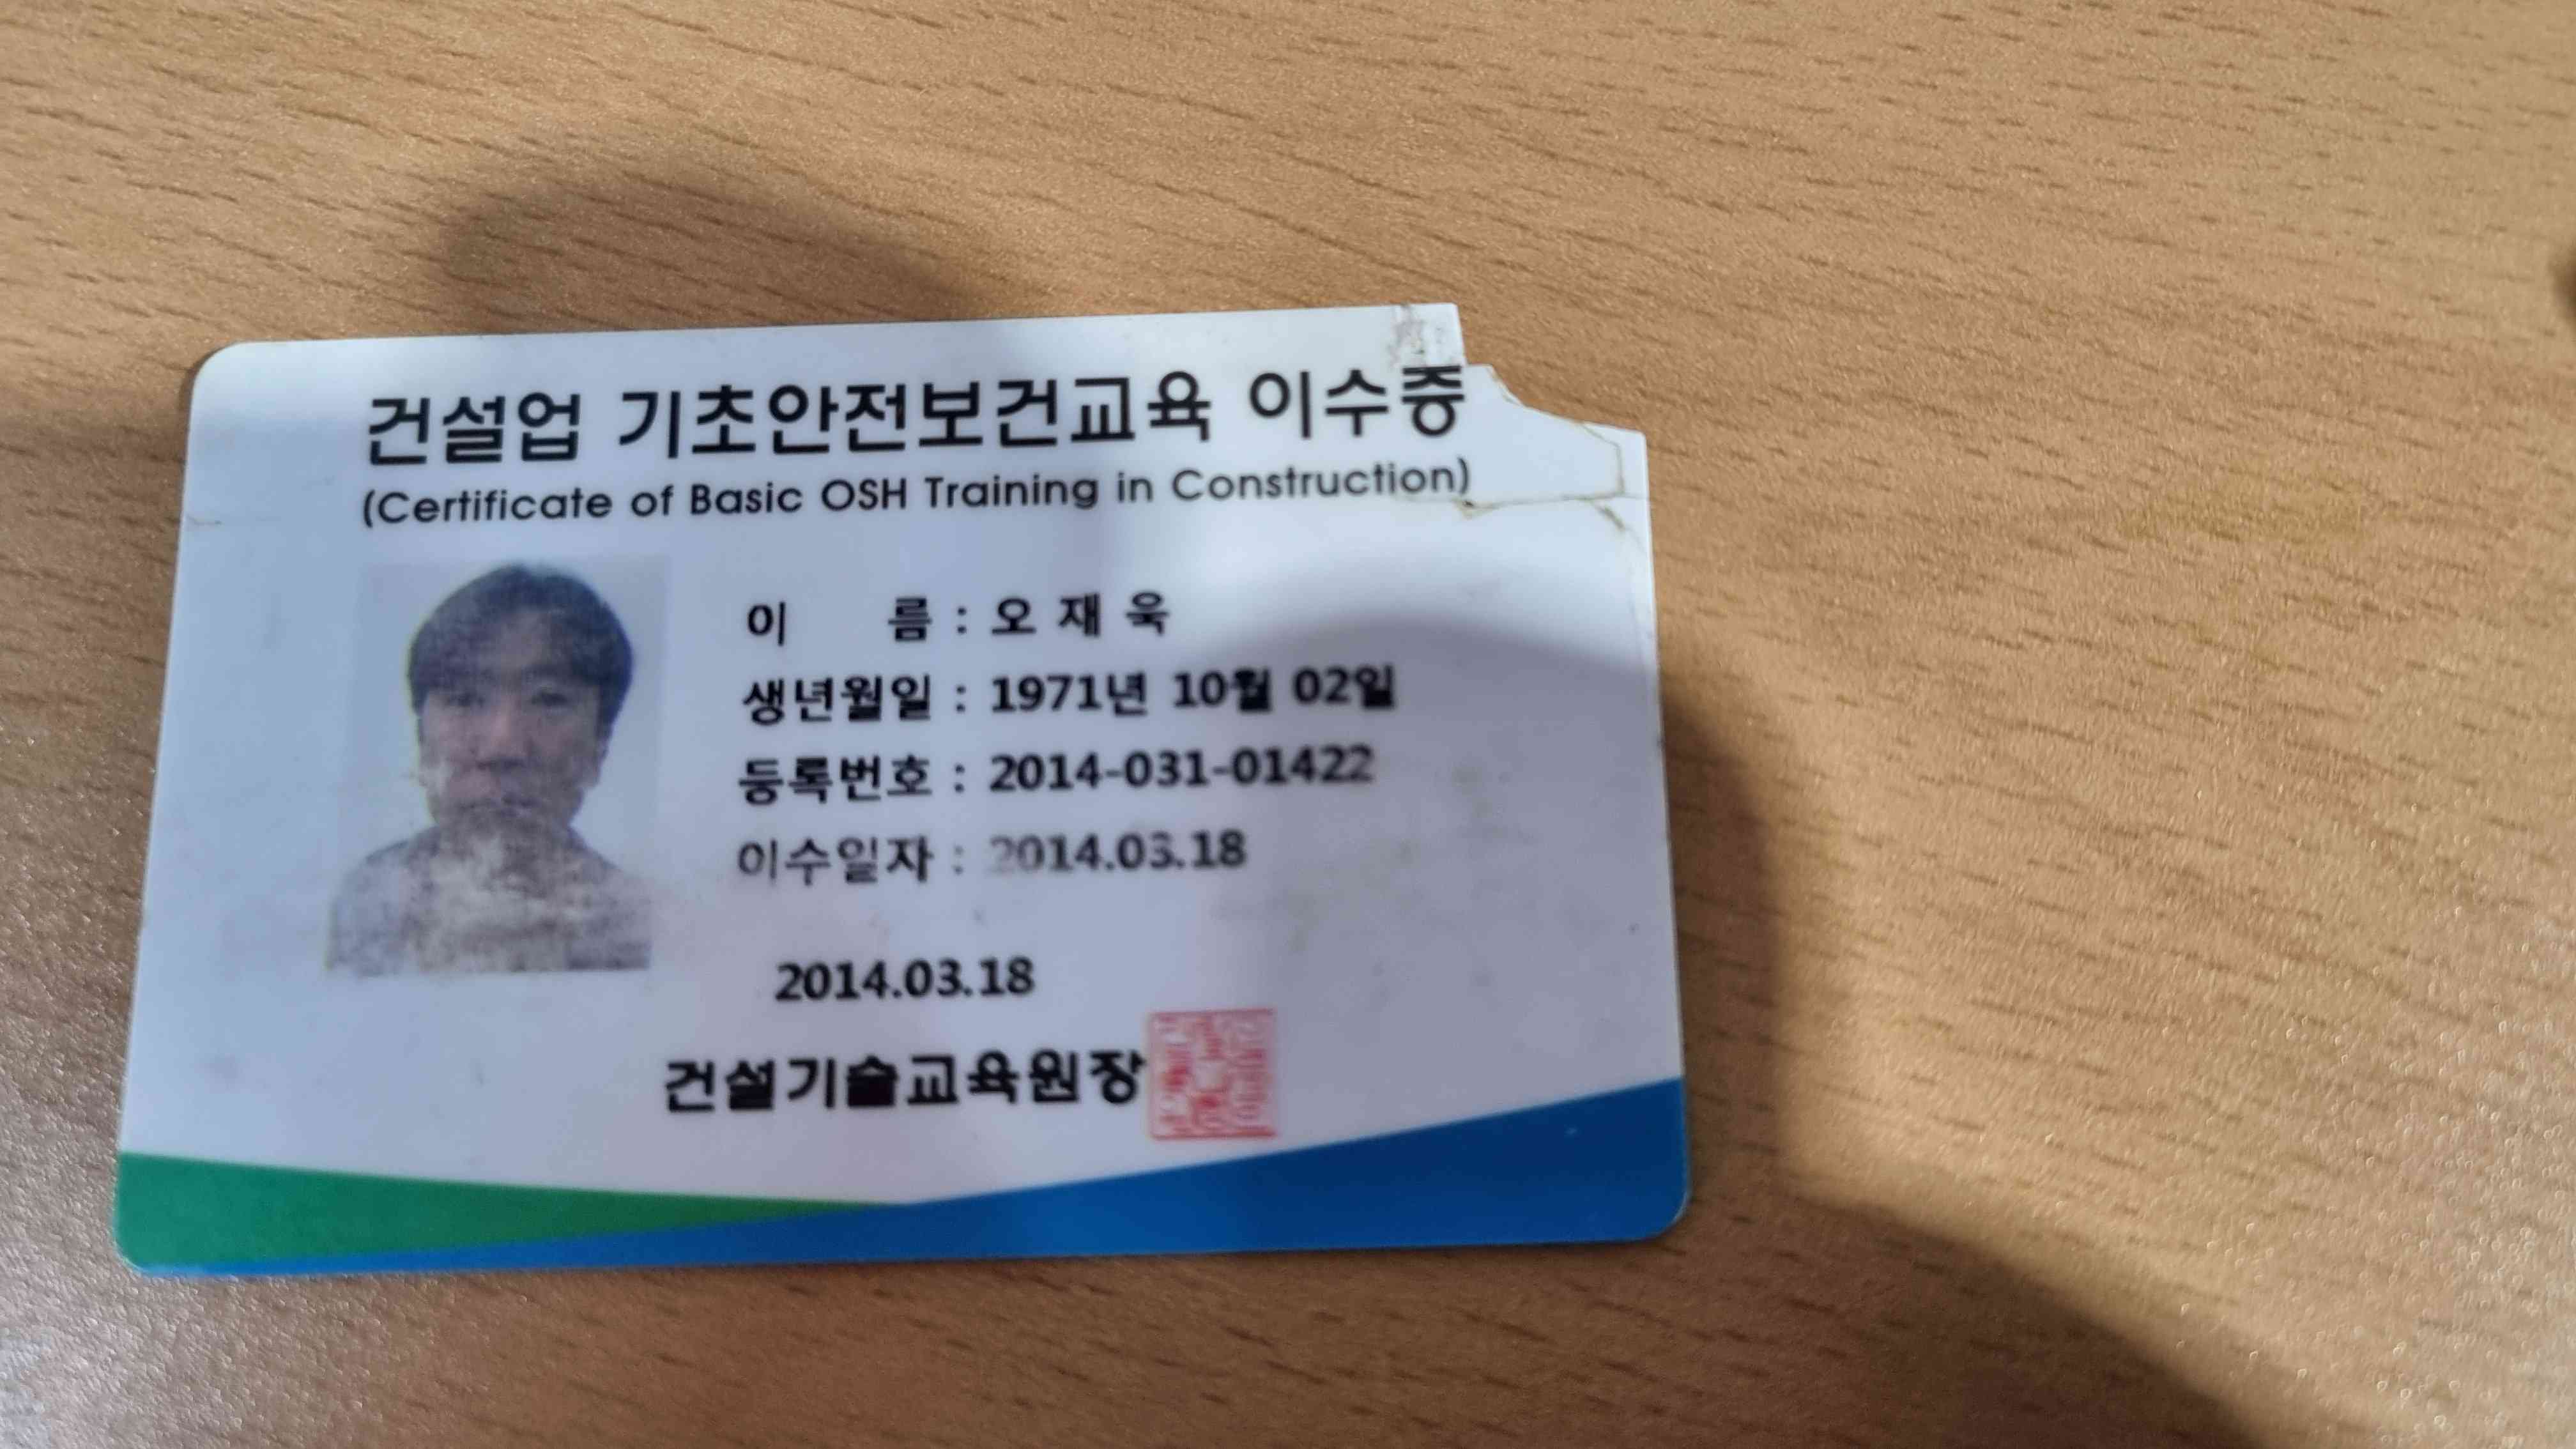 건설업 기초안전보건교육 이수증
(Certificate of Basic OSH Training in Construction)
이 름 : 오 재 욱
생년월일 : 1971년 10월 02일
등록번호 : 2014-031-01422
이수일자 : 2014.03.18
2014.03.18
건설기술교육원장